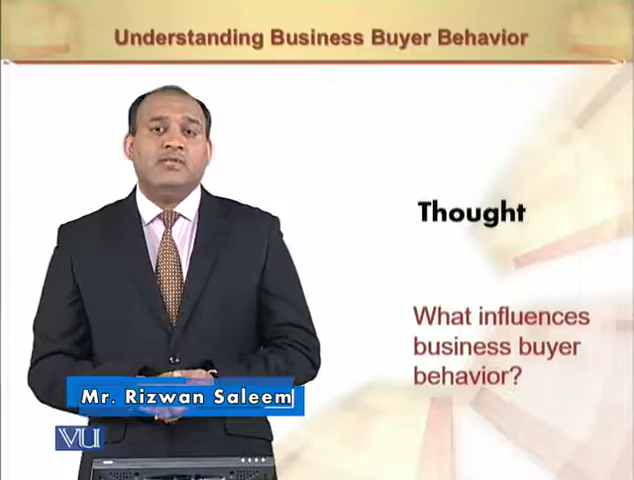 Understanding Business Buyer Behavior
Thought
What influences
business buyer
behavior?
Mr. Rizwan Saleem
VU